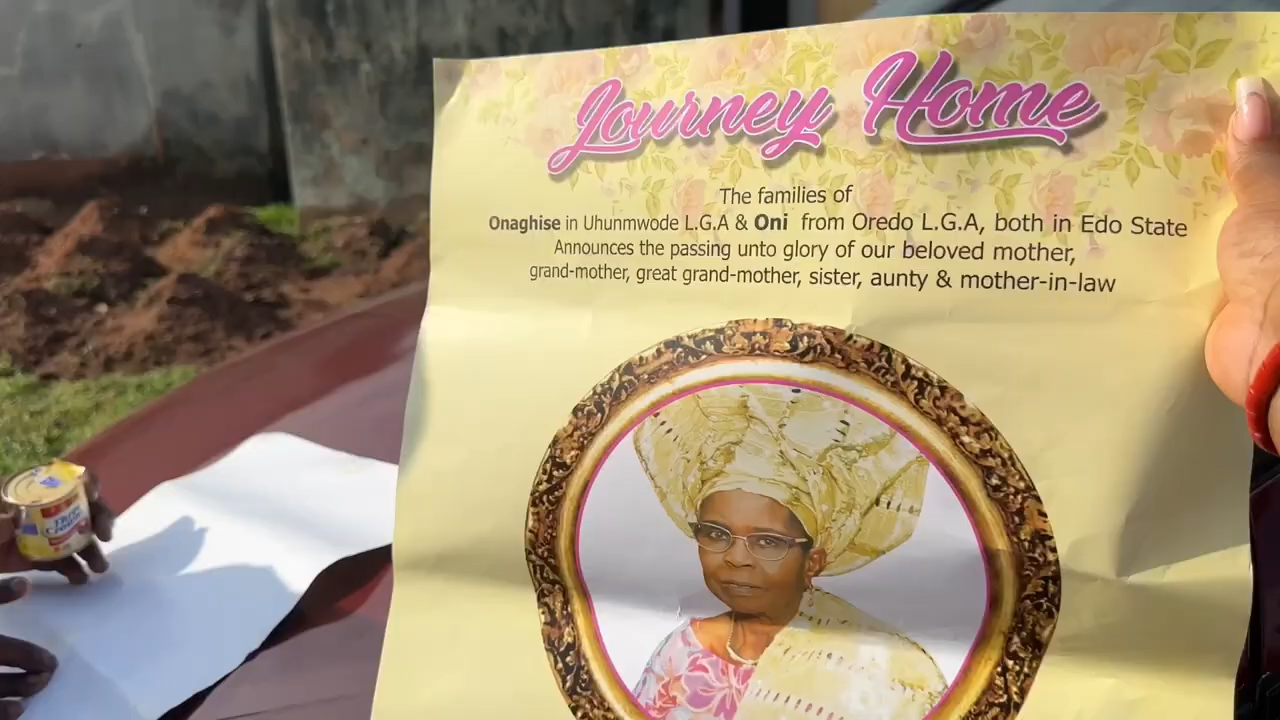 Journey Home
The families of
Onaghise in Uhunmwode L.G.A & Oni from Oredo L.G.A, both in Edo State
Announces the passing unto glory of our beloved mother,
grand-mother, great grand-mother, sister, aunty & mother-in-law